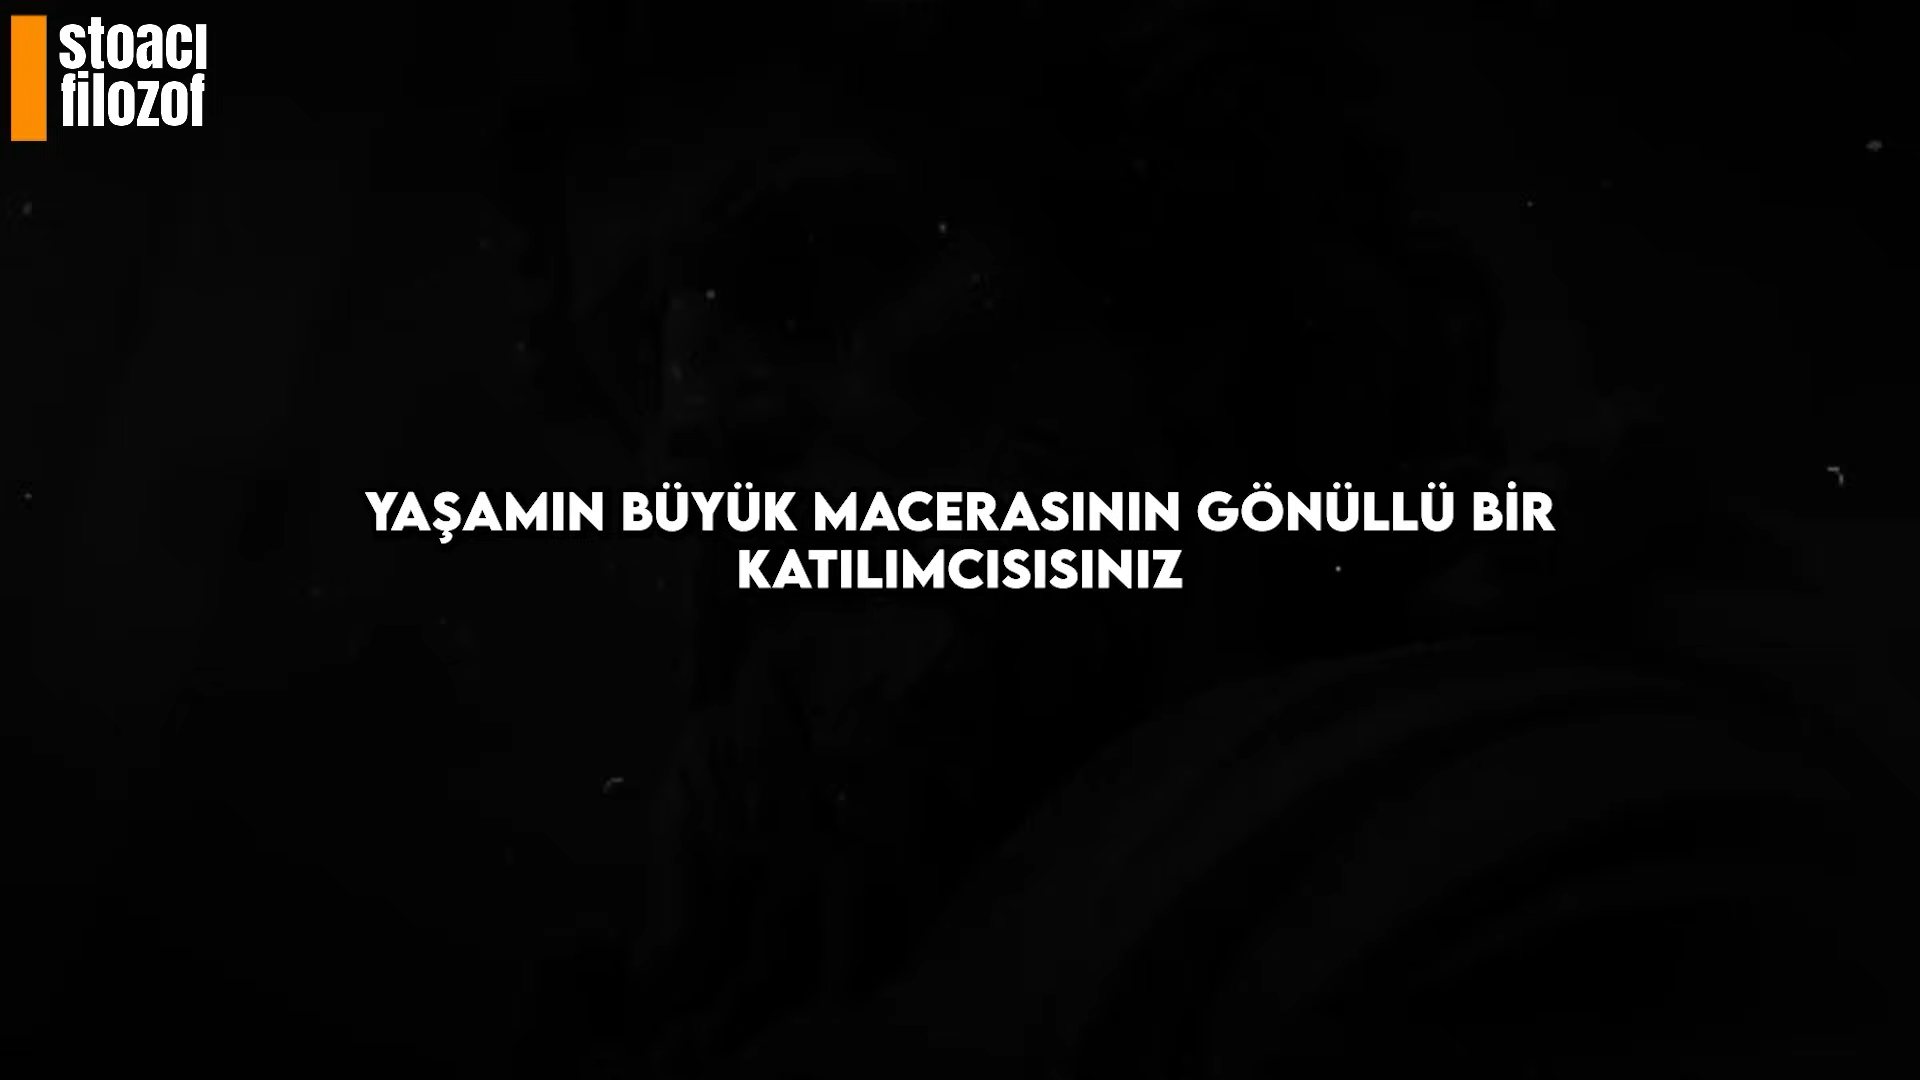 stoacı
filozof
YAŞAMIN BÜYÜK MACERASININ GÖNÜLLÜ BİR
KATILIMCISISINIZ